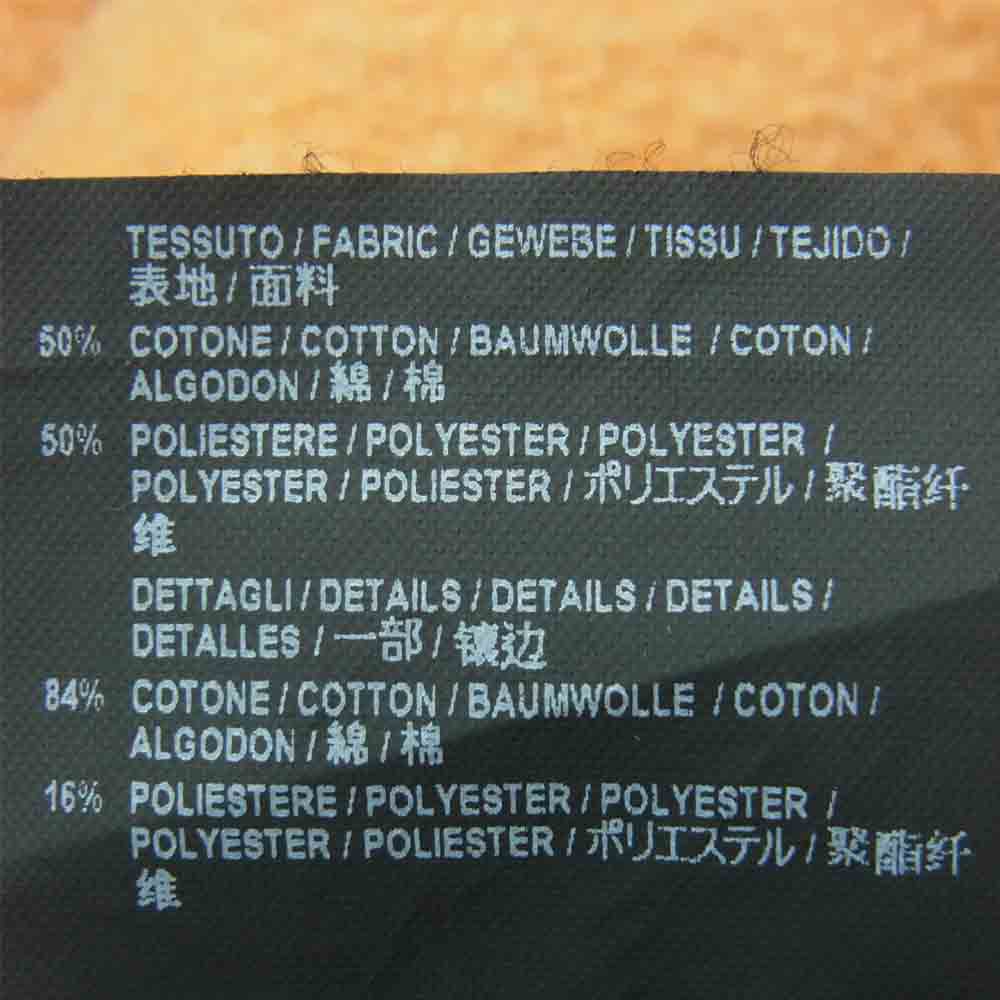 TESSUTO / FABRIC / GEWEBE / TISSU / TEJIDO /
表地 / 面料
50% COTONE / COTTON / BAUMWOLLE / COTON /
ALGODON / 綿 / 棉
50% POLIESTERE / POLYESTER / POLYESTER /
POLYESTER / POLIESTER / ポリエステル / 聚酯纤
维
DETTAGLI / DETAILS / DETAILS / DETAILS /
DETALLES / 一部 / 镶边
84% COTONE / COTTON / BAUMWOLLE / COTON /
ALGODON / 綿 / 棉
16% POLIESTERE / POLYESTER / POLYESTER /
POLYESTER / POLIESTER / ポリエステル / 聚酯纤
维